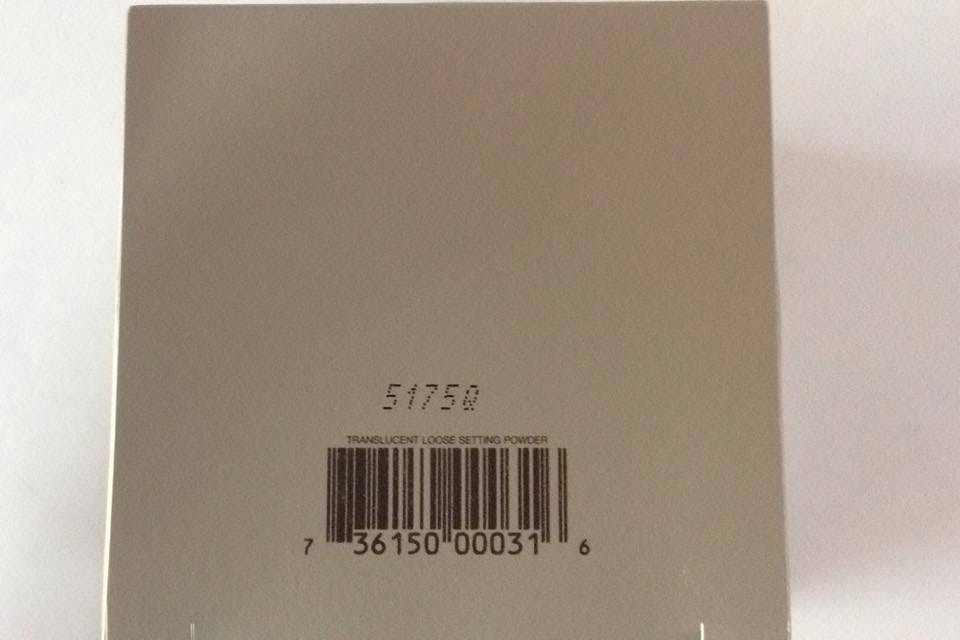 5175Q
TRANSLUCENT LOOSE SETTING POWDER
7 36150 00031 6